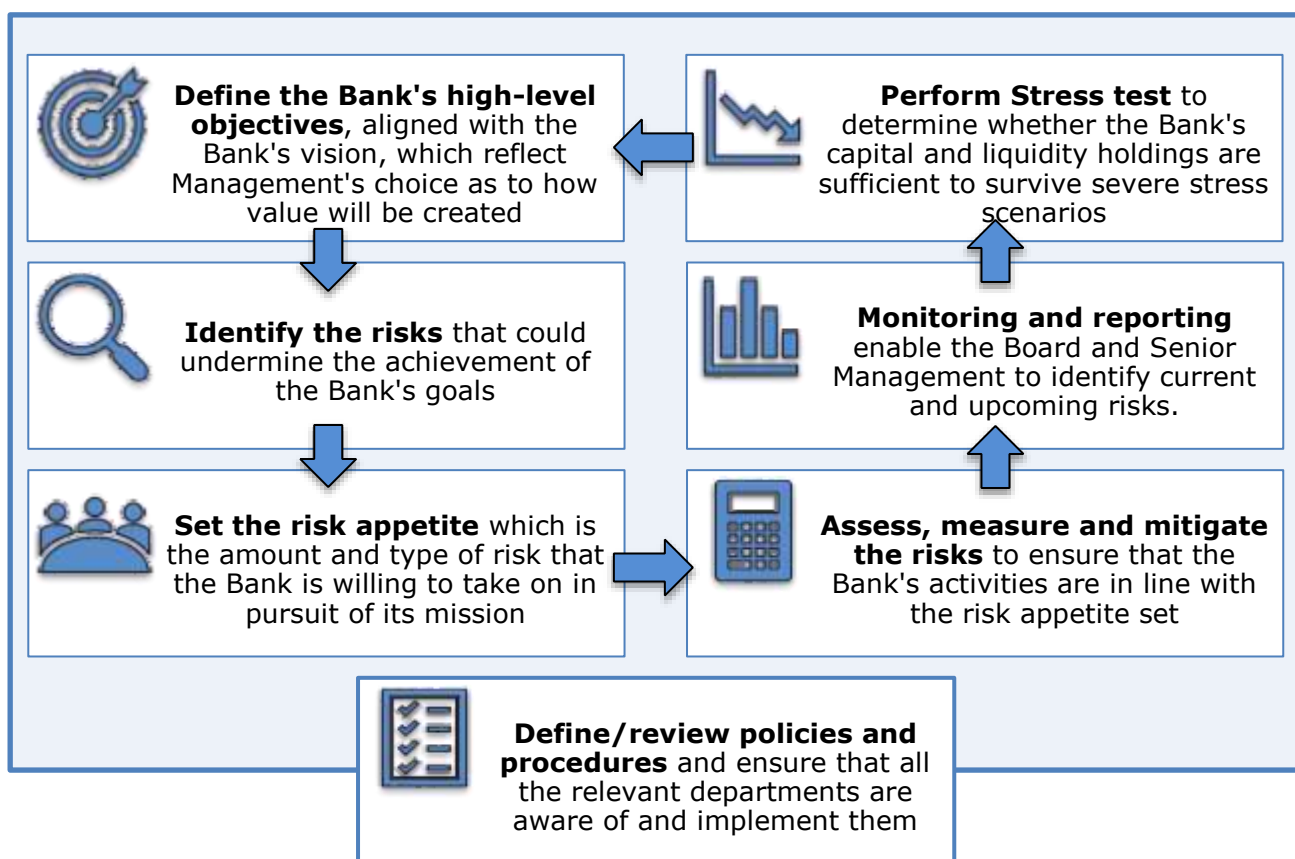 Define the Bank's high-level
objectives, aligned with the
Bank's vision, which reflect
Management's choice as to how
value will be created
Identify the risks that could
undermine the achievement of
the Bank's goals
Set the risk appetite which is
the amount and type of risk that
the Bank is willing to take on in
pursuit of its mission
Assess, measure and mitigate
the risks to ensure that the
Bank's activities are in line with
the risk appetite set
Monitoring and reporting
enable the Board and Senior
Management to identify current
and upcoming risks.
Perform Stress test to
determine whether the Bank's
capital and liquidity holdings are
sufficient to survive severe stress
scenarios
Define/review policies and
procedures and ensure that all
the relevant departments are
aware of and implement them